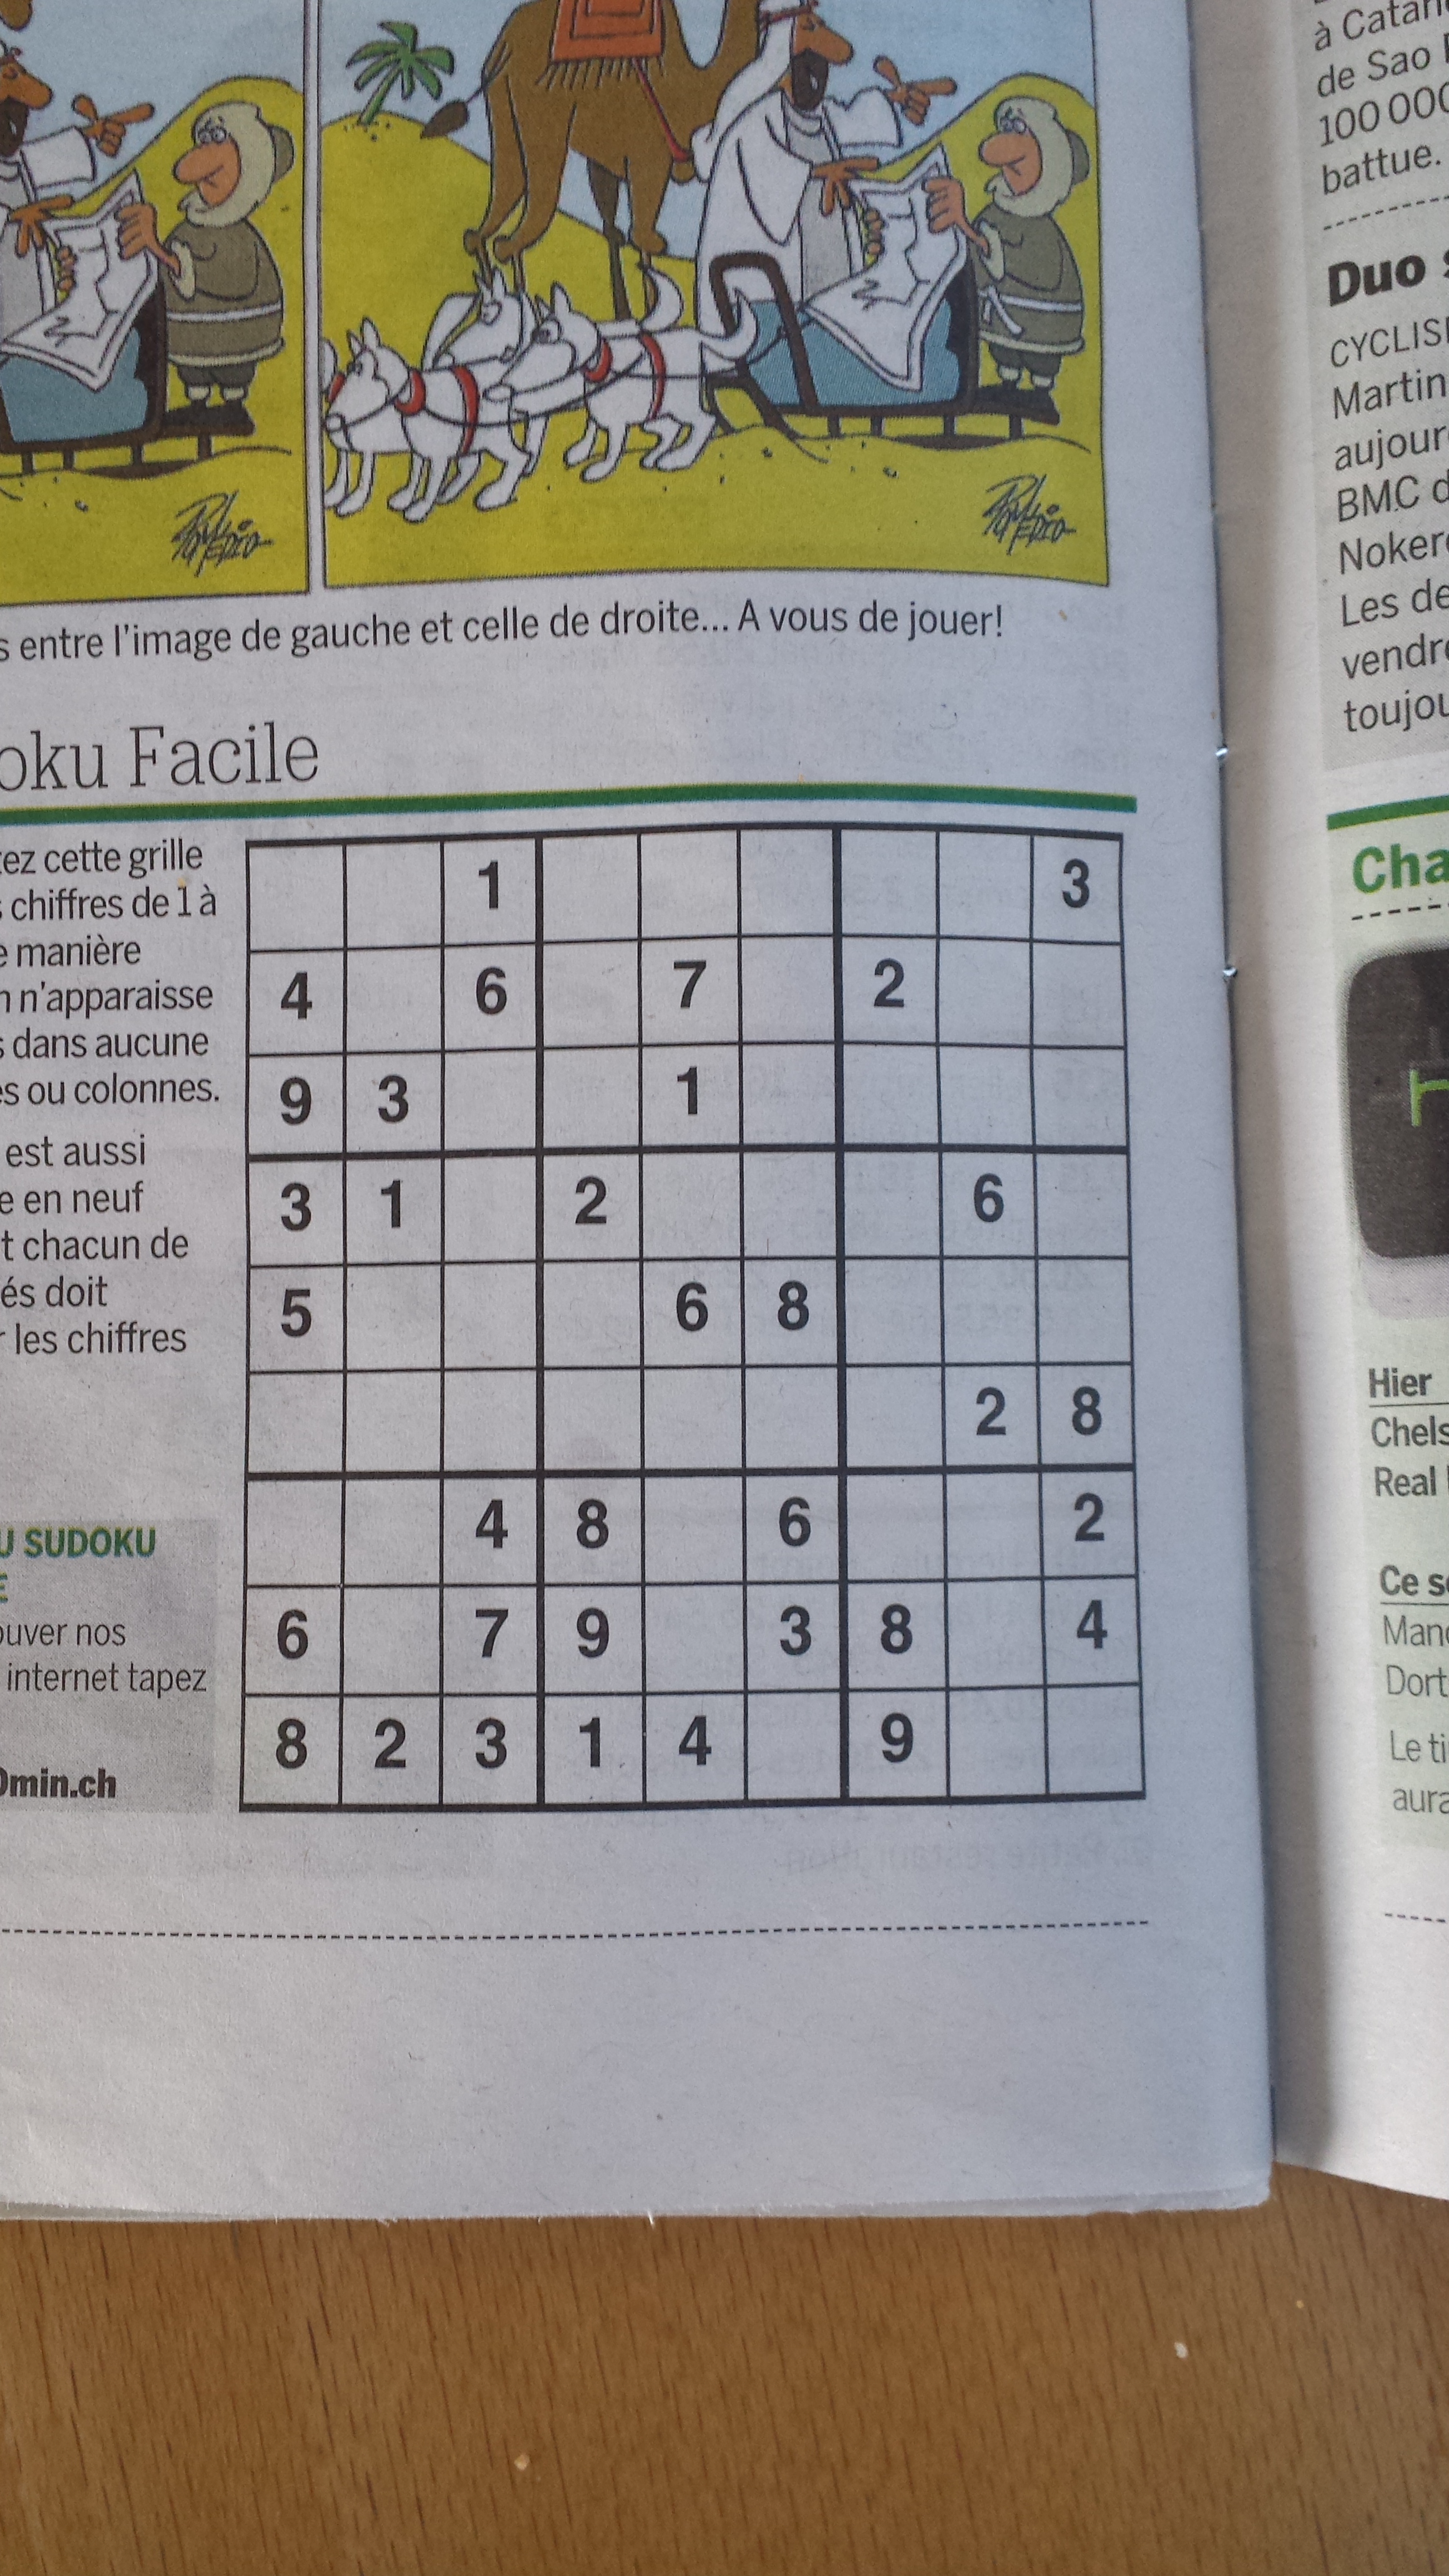 s entre l'image de gauche et celle de droite... A vous de jouer!
oku Facile
ez cette grille
chiffres de 1 à
e manière
n n'apparaisse
s dans aucune
es ou colonnes.
est aussi
e en neuf
t chacun de
és doit
r les chiffres
U SUDOKU
E
ouver nos
internet tapez
0min.ch
1 3
4 6 7 2
9 3 1
3 1 2 6
5 6 8
2 8
4 8 6 2
6 7 9 3 8 4
8 2 3 1 4 9
à Catan
de Sao
100 000
battue.
Duo
CYCLIS
Martin
aujour
BMC d
Noker
Les de
vendr
toujou
Cha
Hier
Chels
Real
Ce s
Manc
Dort
Le ti
aura